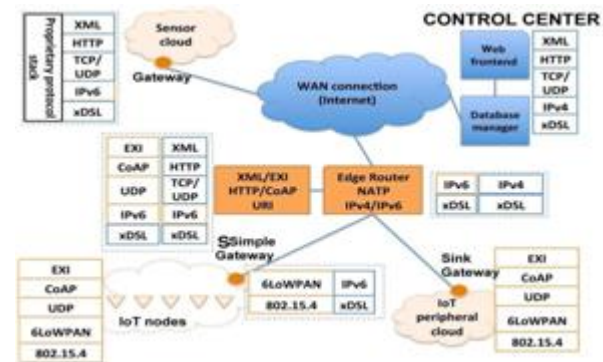 CONTROL CENTER
Proprietary protocol
stack
XML
HTTP
TCP/
UDP
IPv6
xDSL
Sensor
cloud
Gateway
WAN connection
(Internet)
Web
frontend
Database
manager
XML
HTTP
TCP/
UDP
IPv4
xDSL
EXI
CoAP
UDP
IPv6
xDSL
XML
HTTP
TCP/
UDP
IPv6
xDSL
XML/EXI
HTTP/CoAP
URI
Edge Router
NATP
IPv4/IPv6
IPv6
IPv4
xDSL
xDSL
SSimple
Gateway
Sink
Gateway
EXI
CoAP
UDP
6LoWPAN
802.15.4
IoT nodes
6LoWPAN
IPv6
802.15.4
xDSL
IoT
peripheral
cloud
EXI
CoAP
UDP
6LoWPAN
802.15.4